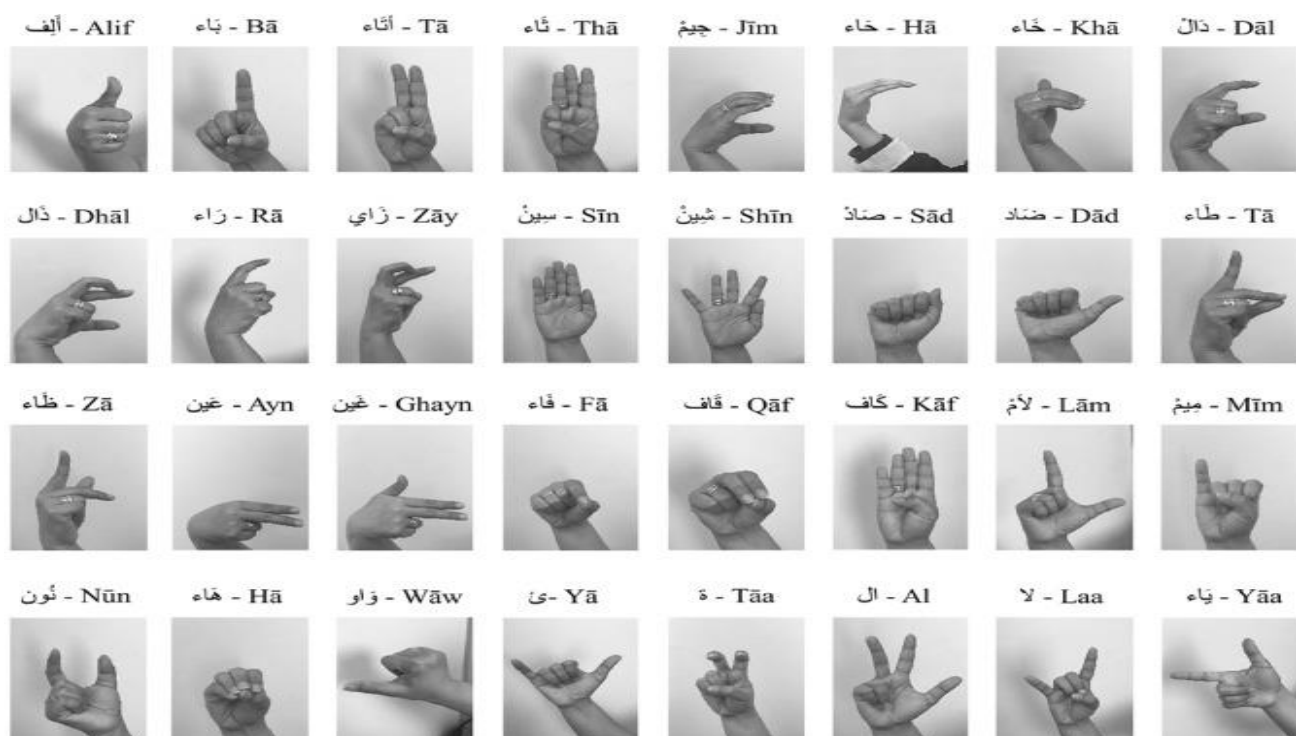 أَلِف - Alif بَاء - Bā أتَاء - Tā ثَاء - Thā جِيمْ - Jīm حَاء - Hā خَاء - Khā دَالْ - Dāl
ذَال - Dhāl رَاء - Rā زَاي - Zāy سِينْ - Sīn شِينْ - Shīn صَادْ - Sād ضَاد - Dād طَاء - Tā
ظَاء - Zā عَين - Ayn غَين - Ghayn فَاء - Fā قَاف - Qāf كَاف - Kāf لاَمْ - Lām مِيمْ - Mīm
نُون - Nūn هَاء - Hā وَاو - Wāw ئ- Yā ة - Tāa ال - Al لا - Laa يَاء - Yāa